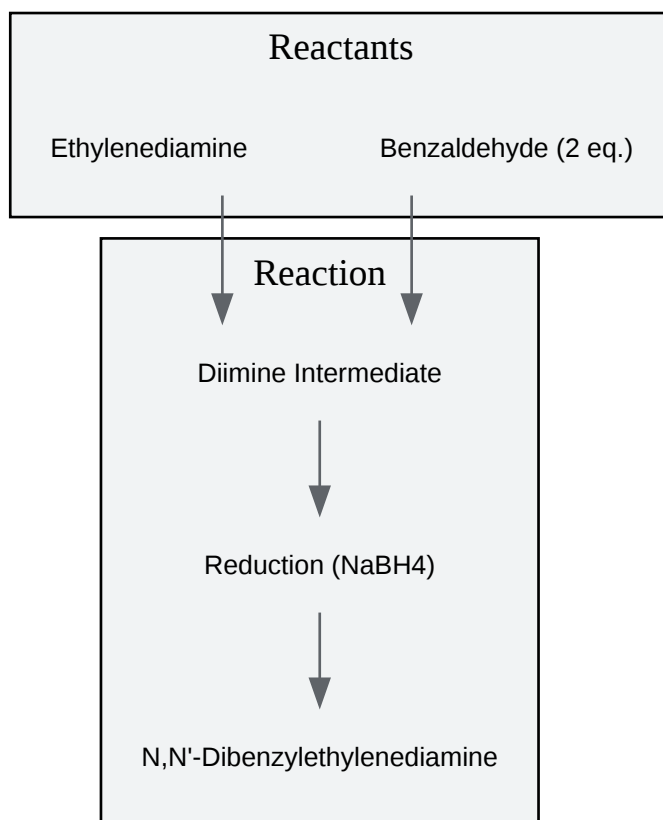 Reactants
Ethylenediamine
Benzaldehyde (2 eq.)
Reaction
Diimine Intermediate
Reduction (NaBH4)
N,N'-Dibenzylethylenediamine